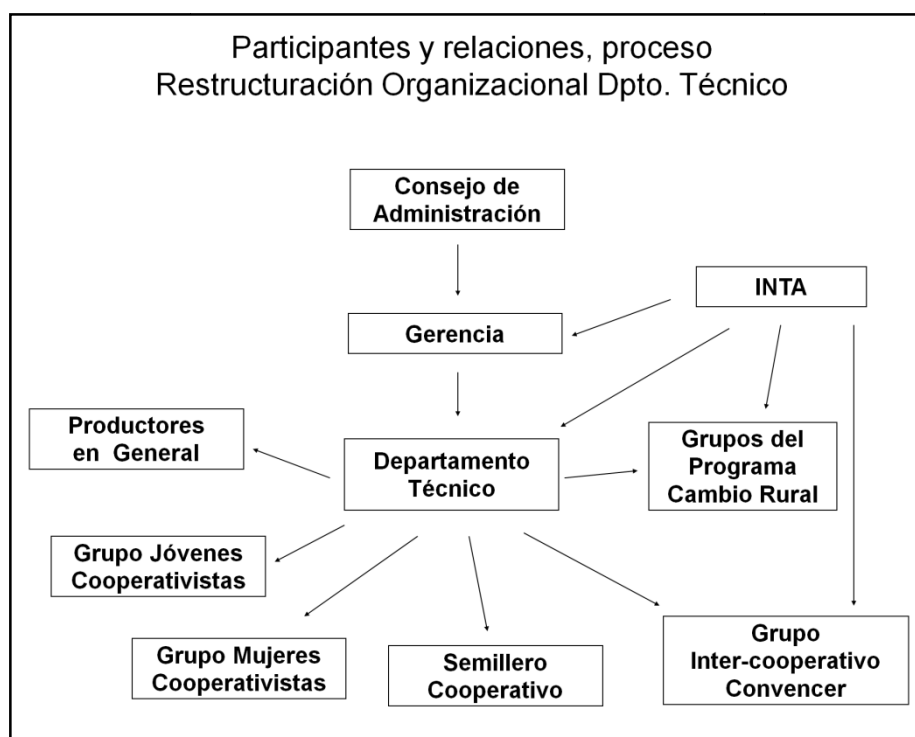 Participantes y relaciones, proceso
Restructuración Organizacional Dpto. Técnico
Consejo de
Administración
INTA
Gerencia
Productores
en General
Departamento
Técnico
Grupos del
Programa
Cambio Rural
Grupo Jóvenes
Cooperativistas
Grupo Mujeres
Cooperativistas
Semillero
Cooperativo
Grupo
Inter-cooperativo
Convencer